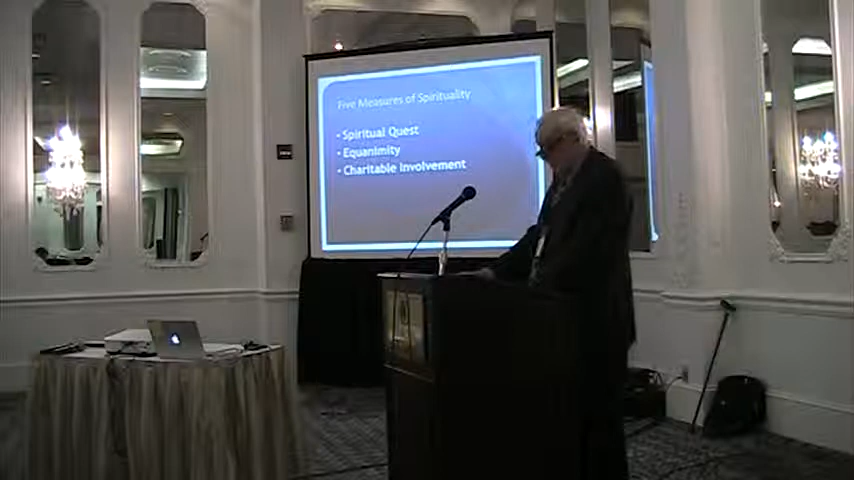 Five Measures of Spirituality
• Spiritual Quest
• Equanimity
• Charitable Involvement